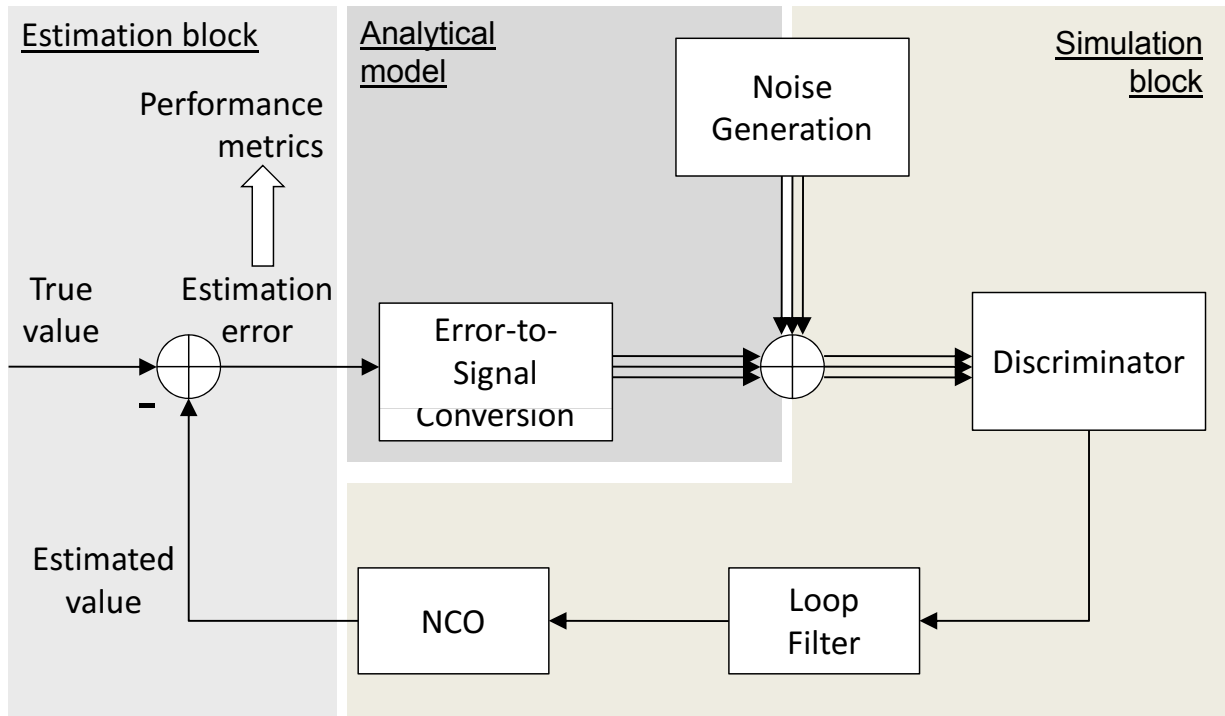 Estimation block
Analytical
model
Simulation
block
Performance
metrics
Noise
Generation
True
value
Estimation
error
Error-to-
Signal
Conversion
Discriminator
-
Estimated
value
NCO
Loop
Filter